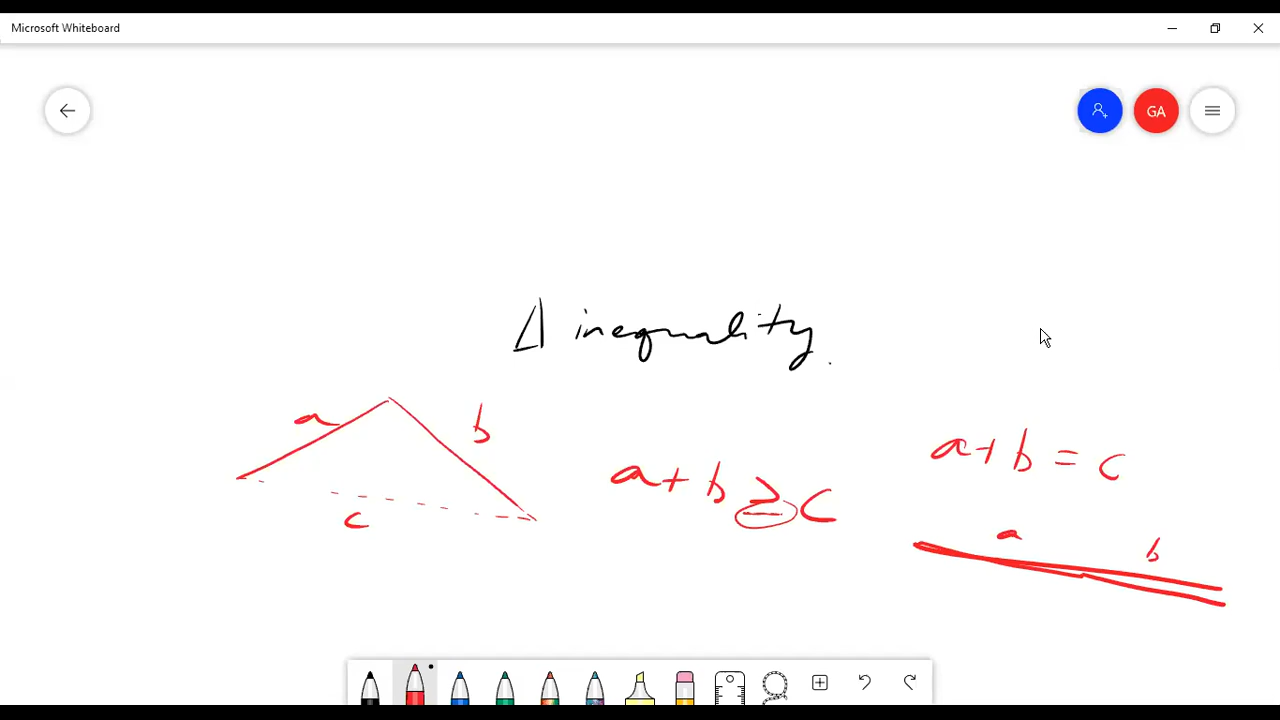 Microsoft Whiteboard
GA
Δ inequality.
a
b
c
a + b ≥ c
a + b = c
a
b